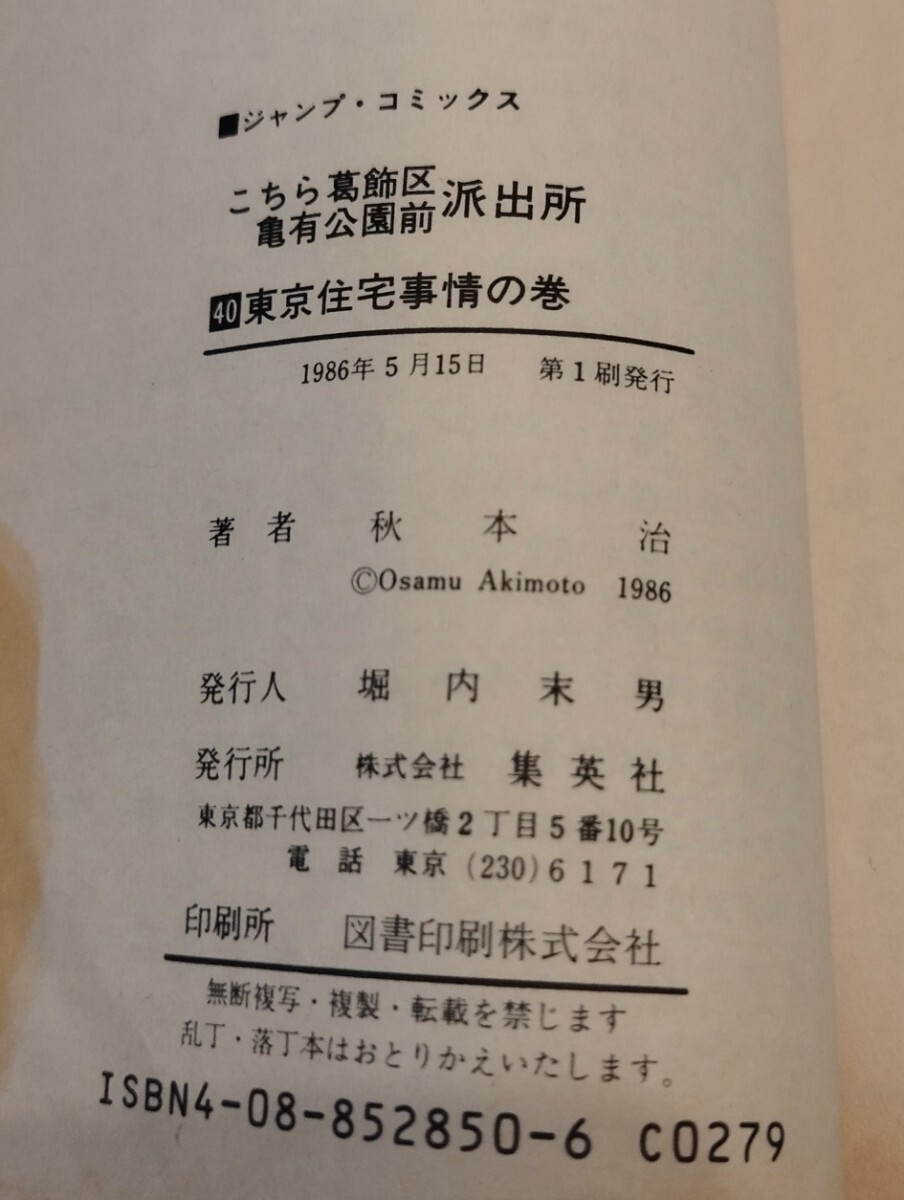 ■ジャンプ・コミックス
こちら葛飾区
亀有公園前
派出所
40東京住宅事情の巻
1986年5月15日 第1刷発行
著者 秋本治
©Osamu Akimoto 1986
発行人 堀内末男
発行所 株式会社 集英社
東京都千代田区一ツ橋2丁目5番10号
電話 東京 (230)6171
印刷所 図書印刷株式会社
無断複写・複製・転載を禁じます
乱丁・落丁本はおとりかえいたします。
ISBN4-08-852850-6 C0279